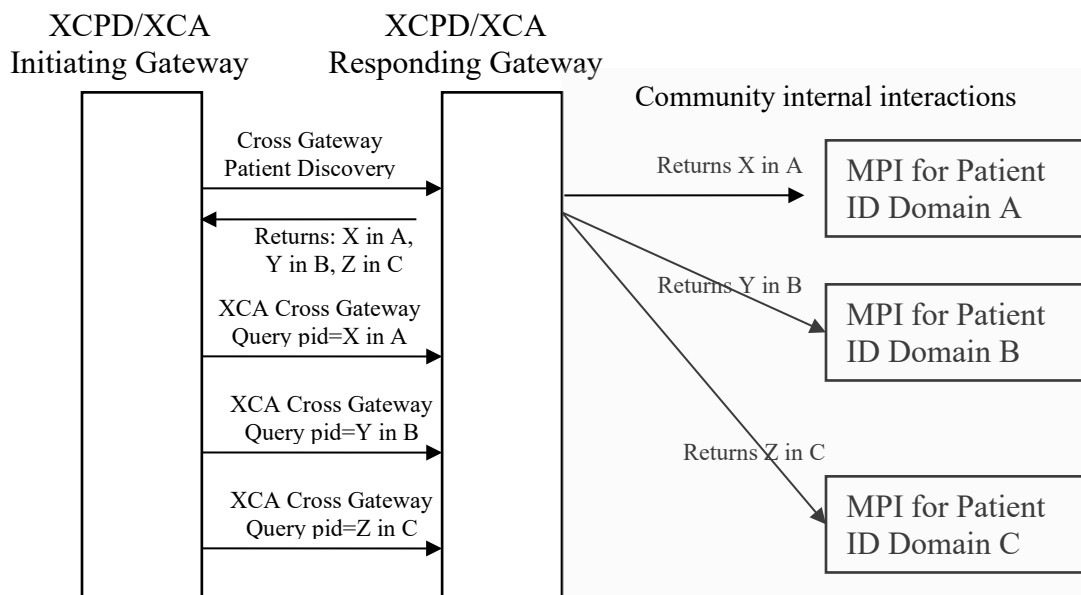 XCPD/XCA
Initiating Gateway
XCPD/XCA
Responding Gateway
Community internal interactions
Cross Gateway
Patient Discovery
Returns X in A
MPI for Patient
ID Domain A
Returns: X in A,
Y in B, Z in C
Returns Y in B
MPI for Patient
ID Domain B
XCA Cross Gateway
Query pid=X in A
XCA Cross Gateway
Query pid=Y in B
Returns Z in C
XCA Cross Gateway
Query pid=Z in C
MPI for Patient
ID Domain C